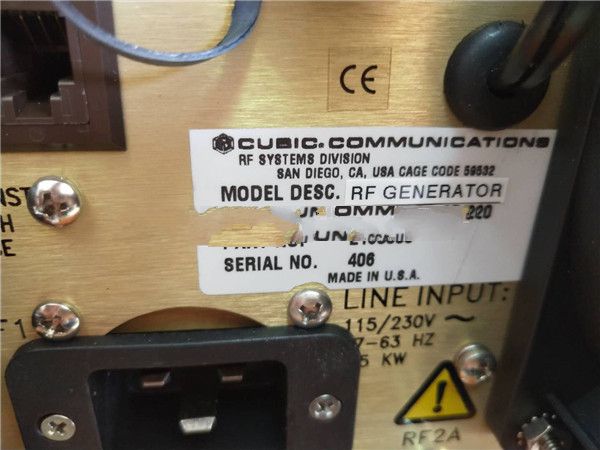 CE
CUBIC COMMUNICATIONS
RF SYSTEMS DIVISION
SAN DIEGO, CA, USA CAGE CODE 59532
MODEL DESC. RF GENERATOR
220
SERIAL NO. 406
MADE IN U.S.A.
LINE INPUT:
115/230V ~
HZ
KW
RF2A